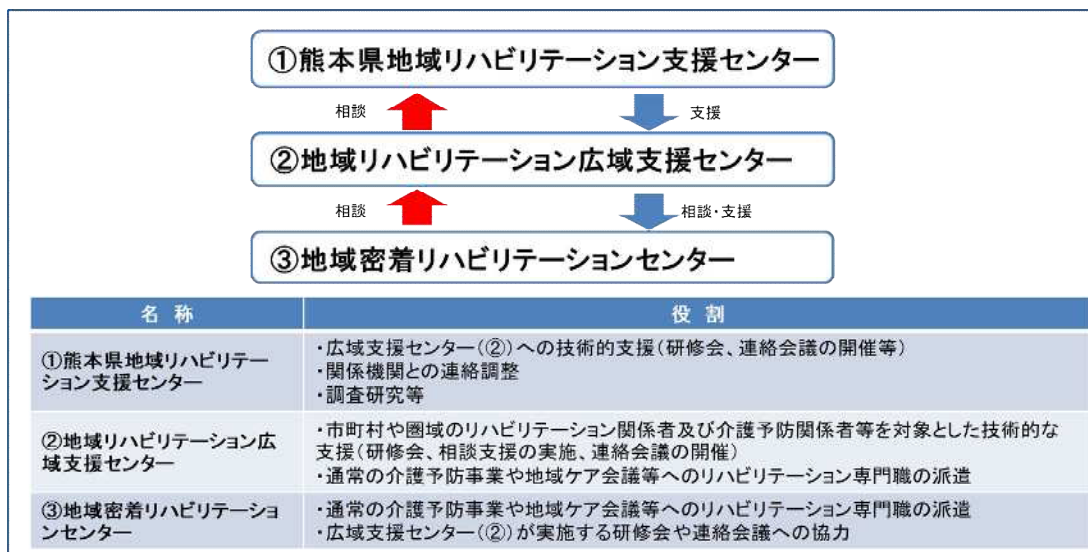 ①熊本県地域リハビリテーション支援センター
相談
支援
②地域リハビリテーション広域支援センター
相談
相談・支援
③地域密着リハビリテーションセンター
名 称
役 割
①熊本県地域リハビリテー
ション支援センター
・広域支援センター(②)への技術的支援(研修会、連絡会議の開催等)
・関係機関との連絡調整
・調査研究等
②地域リハビリテーション広
域支援センター
・市町村や圏域のリハビリテーション関係者及び介護予防関係者等を対象とした技術的な
支援(研修会、相談支援の実施、連絡会議の開催)
・通常の介護予防事業や地域ケア会議等へのリハビリテーション専門職の派遣
③地域密着リハビリテーショ
ンセンター
・通常の介護予防事業や地域ケア会議等へのリハビリテーション専門職の派遣
・広域支援センター(②)が実施する研修会や連絡会議への協力